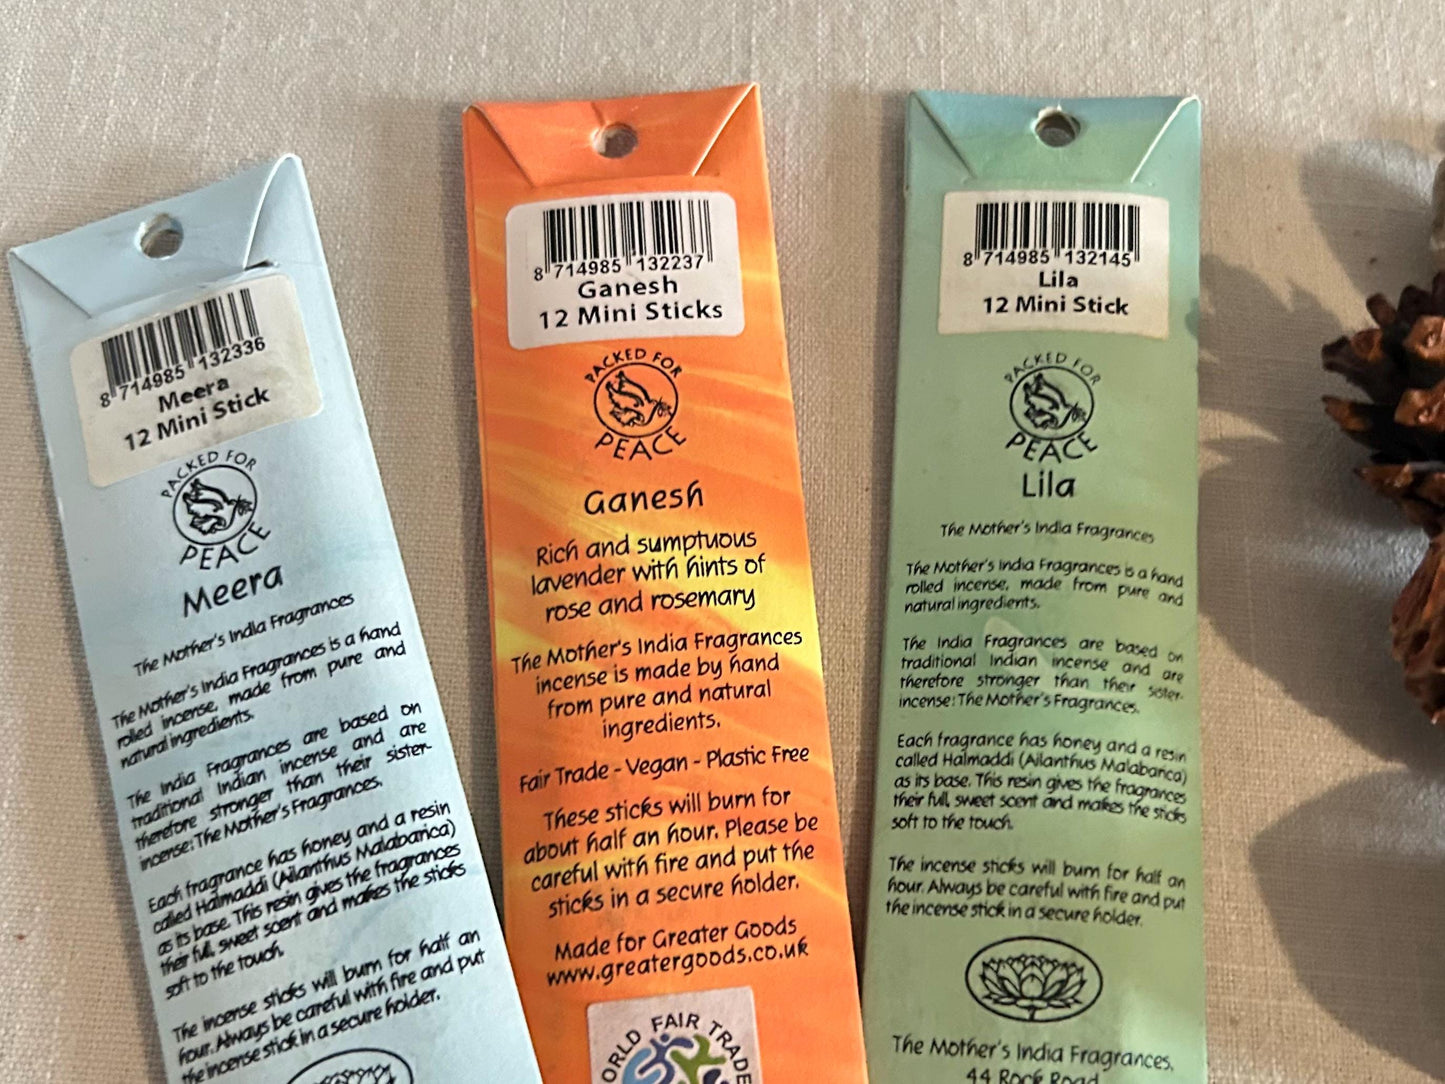 8 714985 132336
Meera
12 Mini Stick
PACKED FOR
PEACE
Meera
The Mother's India Fragrances
The Mother's India Fragrances is a hand
rolled incense, made from pure and
natural ingredients.
The India Fragrances are based on
traditional Indian incense and are
therefore stronger than their sister-
incense: The Mother's Fragrances.
Each fragrance has honey and a resin
called Halmaddi (Ailanthus Malabarica)
as its base. This resin gives the fragrances
their full, sweet scent and makes the sticks
soft to the touch.
The incense sticks will burn for half an
hour. Always be careful with fire and put
the incense stick in a secure holder.
8 714985 132237
Ganesh
12 Mini Sticks
PACKED FOR
PEACE
Ganesh
Rich and sumptuous
lavender with hints of
rose and rosemary
The Mother's India Fragrances
incense is made by hand
from pure and natural
ingredients.
Fair Trade - Vegan - Plastic Free
These sticks will burn for
about half an hour. Please be
careful with fire and put the
sticks in a secure holder.
Made for Greater Goods
www.greatergoods.co.uk
WORLD FAIR TRADE
8 714985 132145
Lila
12 Mini Stick
PACKED FOR
PEACE
Lila
The Mother's India Fragrances
The Mother's India Fragrances is a hand
rolled incense, made from pure and
natural ingredients.
The India Fragrances are based on
traditional Indian incense and are
therefore stronger than their sister-
incense: The Mother's Fragrances.
Each fragrance has honey and a resin
called Halmaddi (Ailanthus Malabarica)
as its base. This resin gives the fragrances
their full, sweet scent and makes the sticks
soft to the touch.
The incense sticks will burn for half an
hour. Always be careful with fire and put
the incense stick in a secure holder.
The Mother's India Fragrances,
44 Rock Road